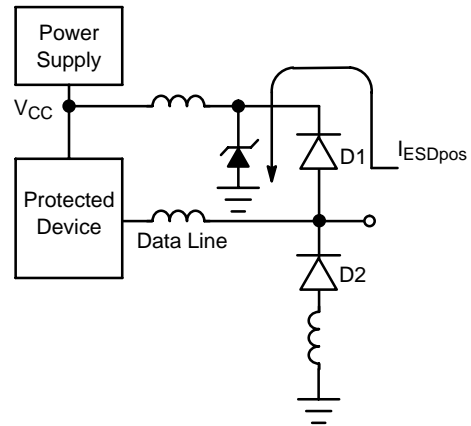 Power
Supply
VCC
D1
IESDpos
Protected
Device
Data Line
D2